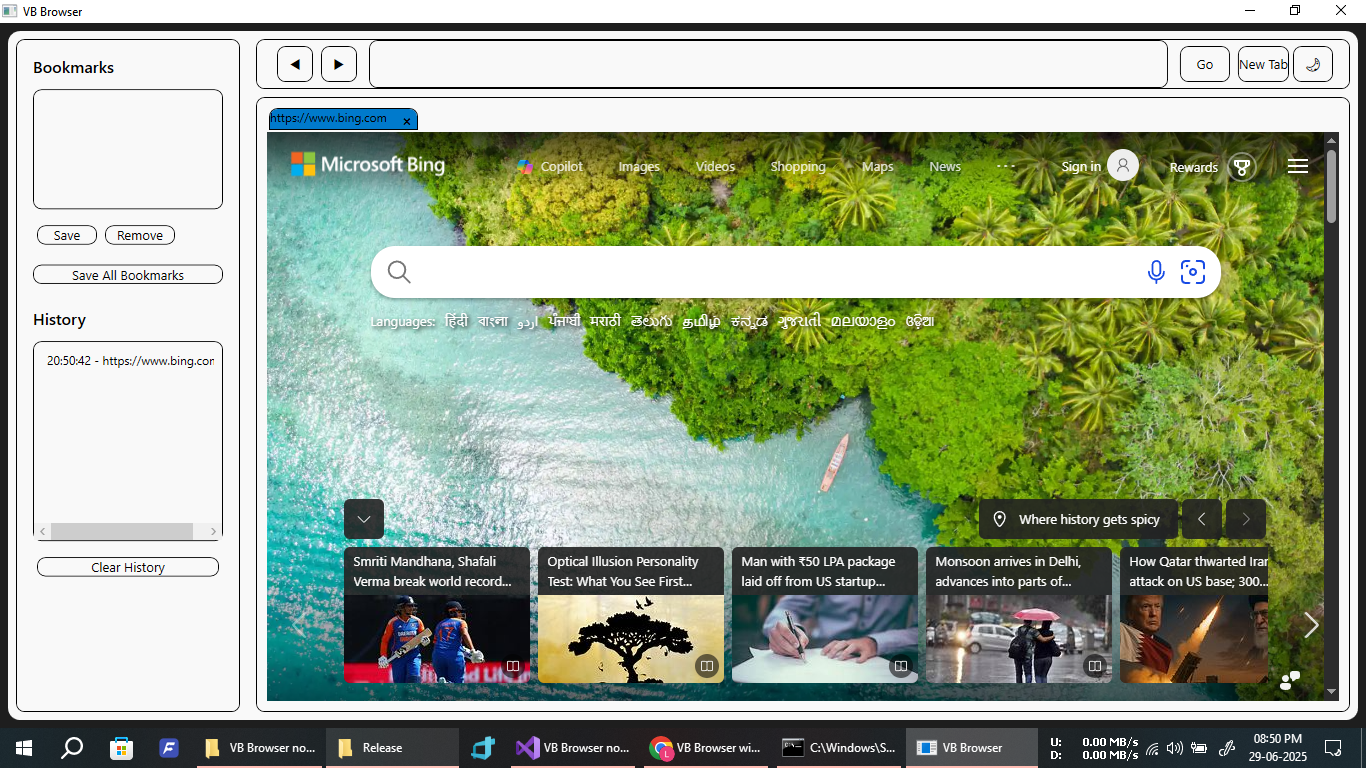 VB Browser
Bookmarks
Save
Remove
Save All Bookmarks
History
20:50:42 - https://www.bing.com
Clear History
Go
New Tab
https://www.bing.com
Microsoft Bing
Copilot
Images
Videos
Shopping
Maps
News
Sign in
Rewards
Languages: हिंदी বাংলা اردو ਪੰਜਾਬੀ मराठी తెలుగు தமிழ் ಕನ್ನಡ ગુજરાતી മലയാളം ଓଡ଼ିଆ
Where history gets spicy
Smriti Mandhana, Shafali
Verma break world record...
Optical Illusion Personality
Test: What You See First...
Man with ₹50 LPA package
laid off from US startup...
Monsoon arrives in Delhi,
advances into parts of...
How Qatar thwarted Iran
attack on US base; 300...
VB Browser no...
Release
VB Browser no...
VB Browser wi...
C:\Windows\S...
VB Browser
U: 0.00 MB/s
D: 0.00 MB/s
08:50 PM
29-06-2025